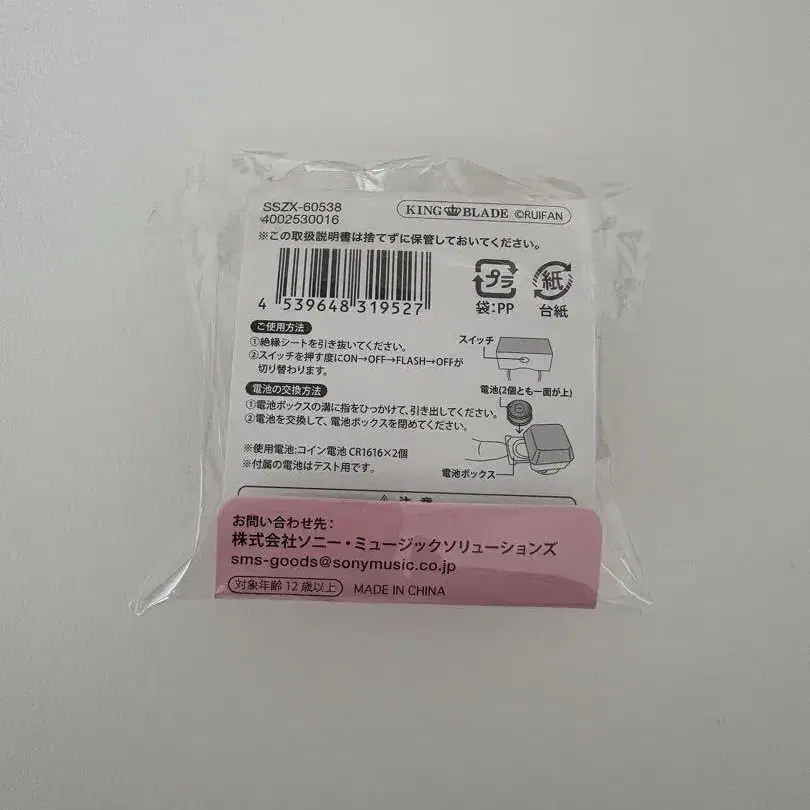 SSZX-60538
4002530016
KING BLADE ©RUIFAN
※この取扱説明書は捨てずに保管しておいてください。
4 539648 319527
プラ
袋:PP
紙
台紙
ご使用方法
①絶縁シートを引き抜いてください。
②スイッチを押す度にON→OFF→FLASH→OFFが
切り替わります。
スイッチ
電池の交換方法
①電池ボックスの溝に指をひっかけて、引き出してください。
②電池を交換して、電池ボックスを閉めてください。
電池(2個とも一面が上)
※使用電池:コイン電池 CR1616×2個
※付属の電池はテスト用です。
電池ボックス
注意
お問い合わせ先:
株式会社ソニー・ミュージックソリューションズ
sms-goods@sonymusic.co.jp
対象年齢12歳以上 MADE IN CHINA